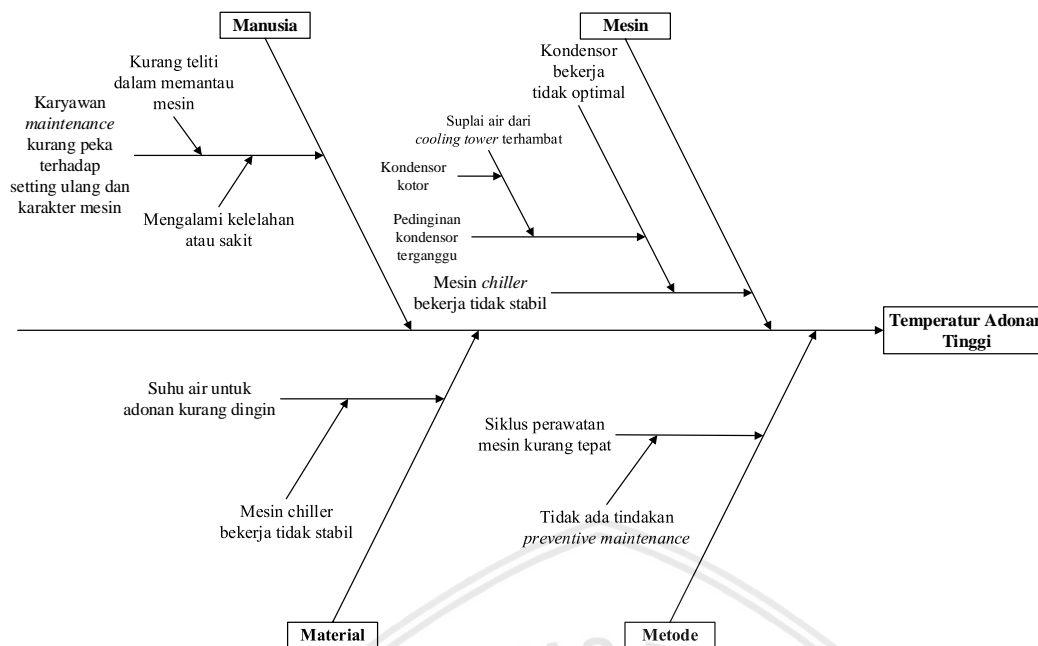 Manusia
Mesin
Kurang teliti
dalam memantau
mesin
Karyawan
maintenance
kurang peka
terhadap
setting ulang dan
karakter mesin
Mengalami kelelahan
atau sakit
Kondensor
bekerja
tidak optimal
Suplai air dari
cooling tower terhambat
Kondensor
kotor
Pedinginan
kondensor
terganggu
Mesin chiller
bekerja tidak stabil
Temperatur Adonan
Tinggi
Suhu air untuk
adonan kurang dingin
Mesin chiller
bekerja tidak stabil
Siklus perawatan
mesin kurang tepat
Tidak ada tindakan
preventive maintenance
Material
Metode